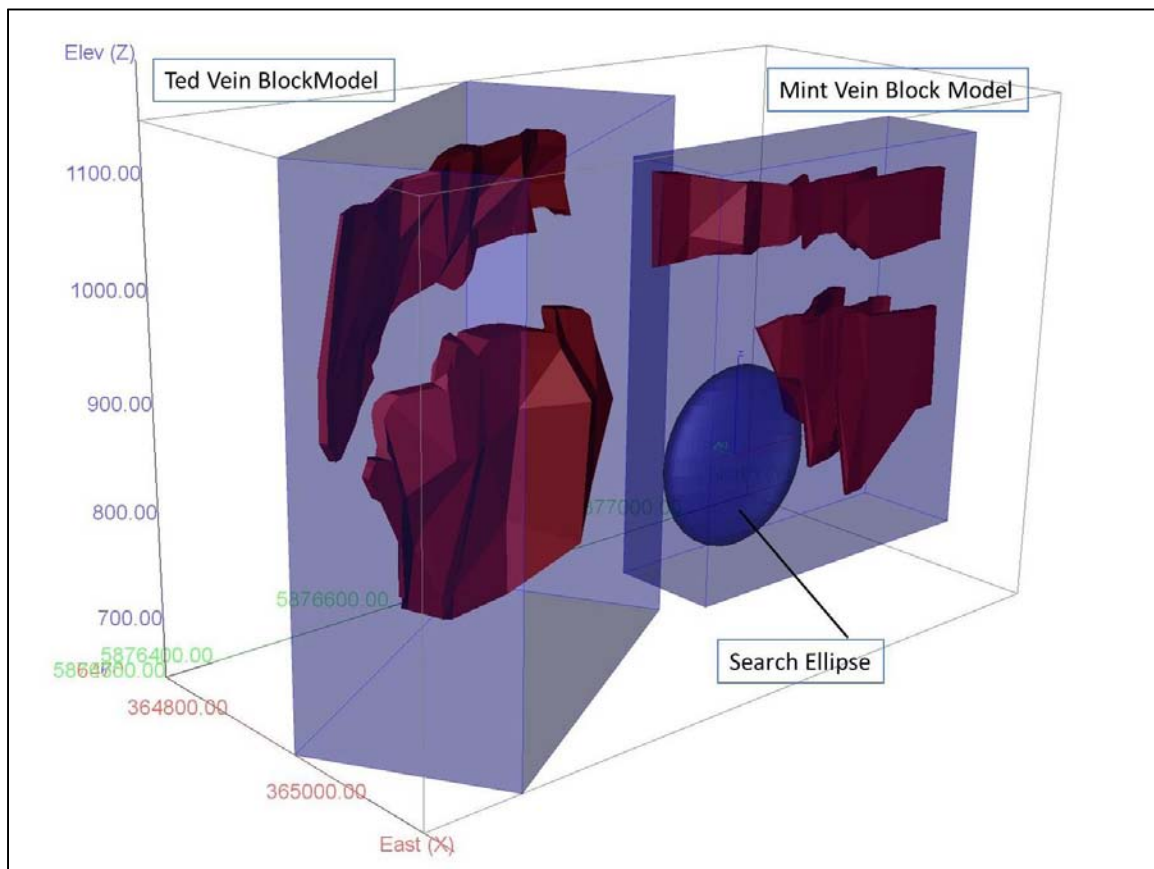 Elev (Z)
Ted Vein BlockModel
Mint Vein Block Model
1100.00
1000.00
900.00
800.00
700.00
5876600.00
5876400.00
364800.00
365000.00
East (X)
Search Ellipse